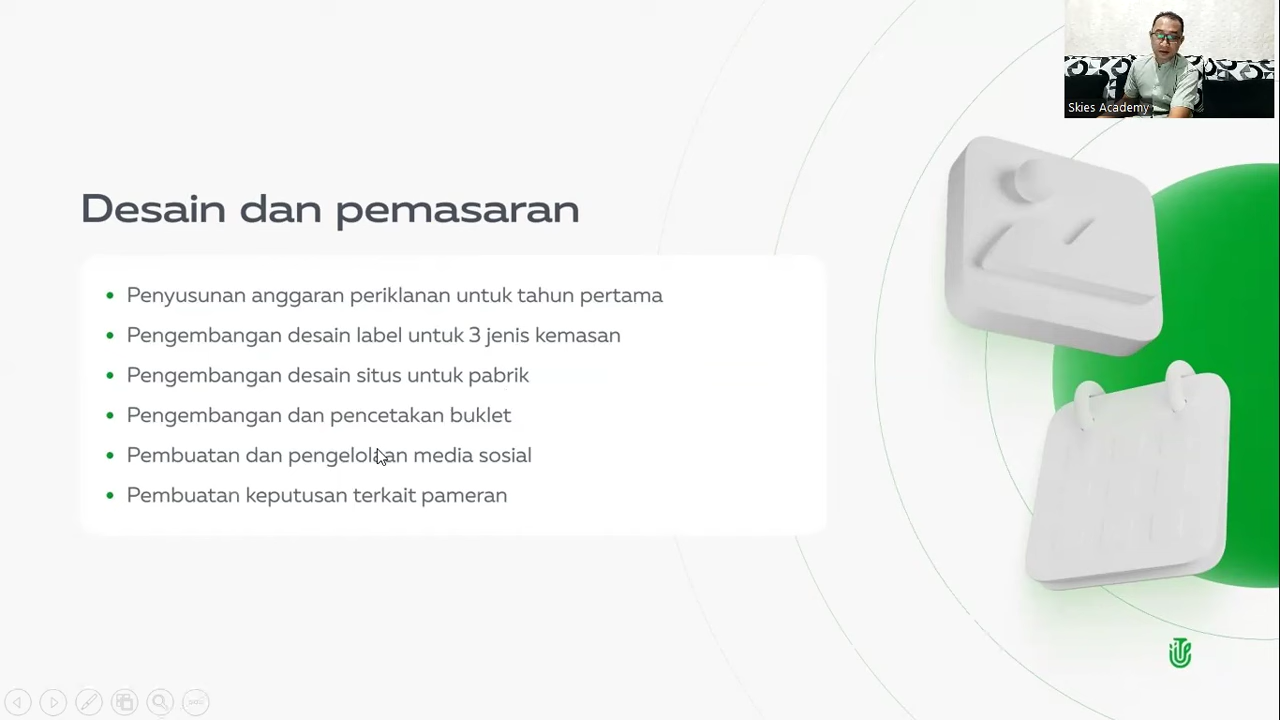 Skies Academy
Desain dan pemasaran
Penyusunan anggaran periklanan untuk tahun pertama
Pengembangan desain label untuk 3 jenis kemasan
Pengembangan desain situs untuk pabrik
Pengembangan dan pencetakan buklet
Pembuatan dan pengelolaan media sosial
Pembuatan keputusan terkait pameran